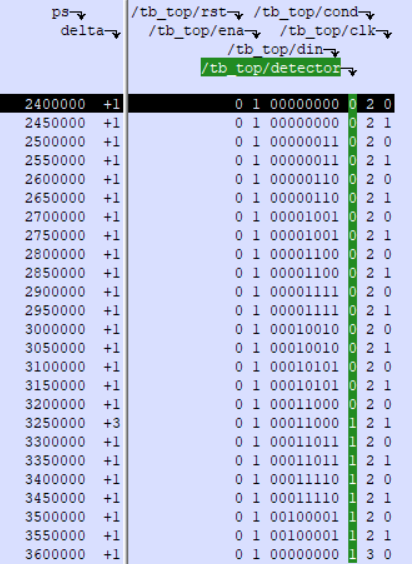 ps /tb_top/rst /tb_top/cond
delta /tb_top/ena /tb_top/clk
/tb_top/din
/tb_top/detector
2400000 +1 0 1 00000000 0 2 0
2450000 +1 0 1 00000000 0 2 1
2500000 +1 0 1 00000011 0 2 0
2550000 +1 0 1 00000011 0 2 1
2600000 +1 0 1 00000110 0 2 0
2650000 +1 0 1 00000110 0 2 1
2700000 +1 0 1 00001001 0 2 0
2750000 +1 0 1 00001001 0 2 1
2800000 +1 0 1 00001100 0 2 0
2850000 +1 0 1 00001100 0 2 1
2900000 +1 0 1 00001111 0 2 0
2950000 +1 0 1 00001111 0 2 1
3000000 +1 0 1 00010010 0 2 0
3050000 +1 0 1 00010010 0 2 1
3100000 +1 0 1 00010101 0 2 0
3150000 +1 0 1 00010101 0 2 1
3200000 +1 0 1 00011000 0 2 0
3250000 +3 0 1 00011000 1 2 1
3300000 +1 0 1 00011011 1 2 0
3350000 +1 0 1 00011011 1 2 1
3400000 +1 0 1 00011110 1 2 0
3450000 +1 0 1 00011110 1 2 1
3500000 +1 0 1 00100001 1 2 0
3550000 +1 0 1 00100001 1 2 1
3600000 +1 0 1 00000000 1 3 0